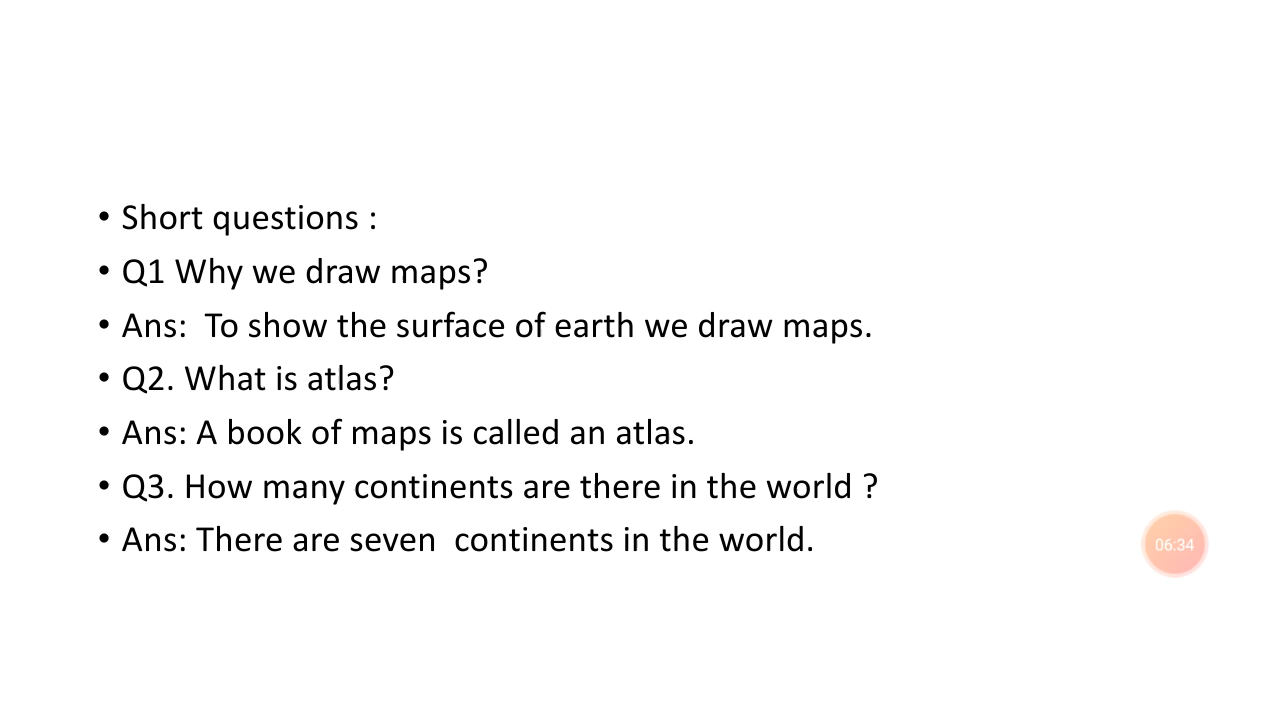 • Short questions :
• Q1 Why we draw maps?
• Ans:  To show the surface of earth we draw maps.
• Q2. What is atlas?
• Ans: A book of maps is called an atlas.
• Q3. How many continents are there in the world ?
• Ans: There are seven  continents in the world.
06:34